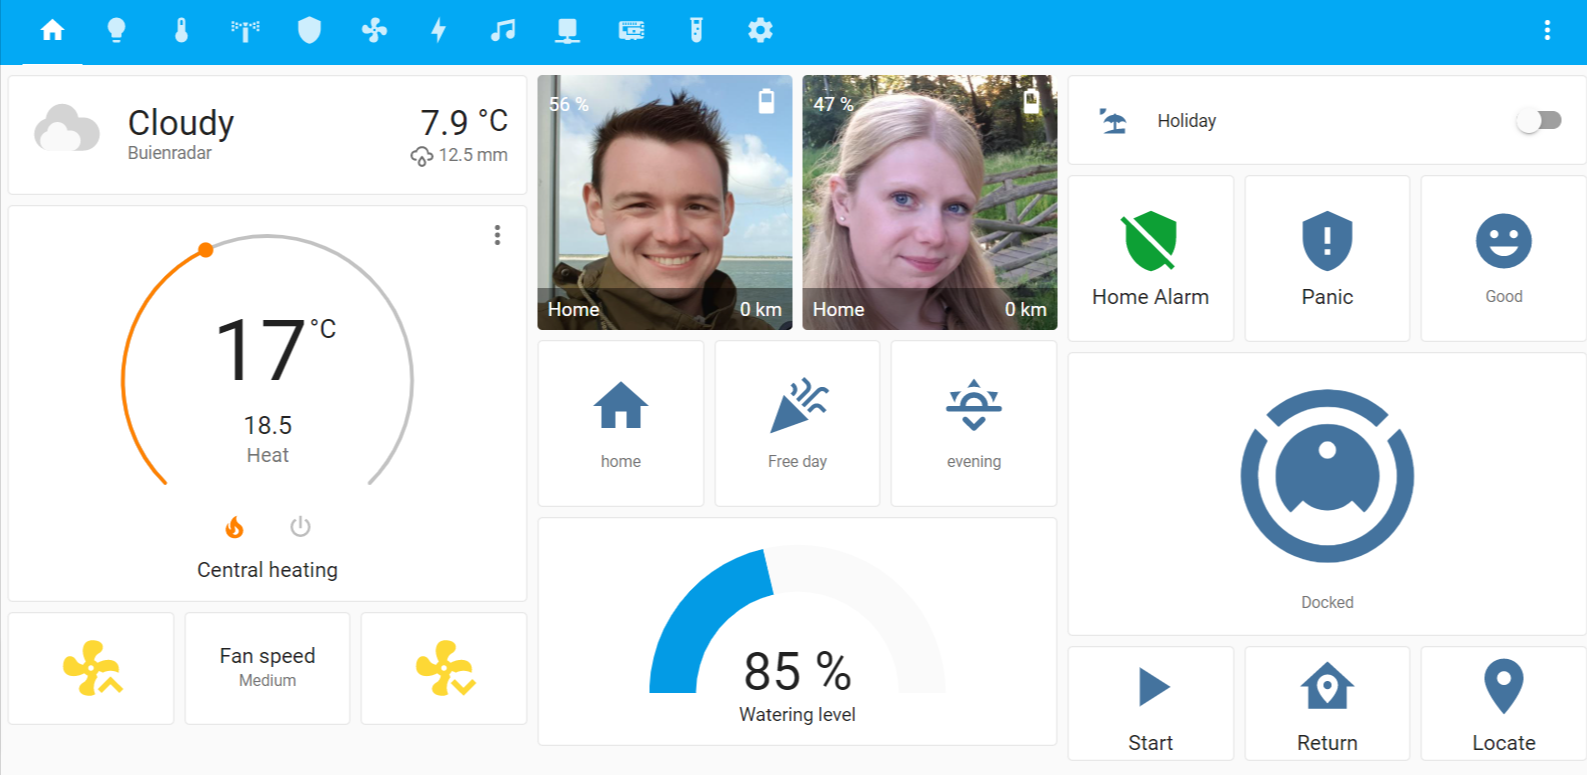 Cloudy
Buienradar
7.9 °C
12.5 mm
17 °C
18.5
Heat
Central heating
Fan speed
Medium
56 %
Home
0 km
47 %
Home
0 km
home
Free day
evening
85 %
Watering level
Holiday
Home Alarm
Panic
Good
Docked
Start
Return
Locate